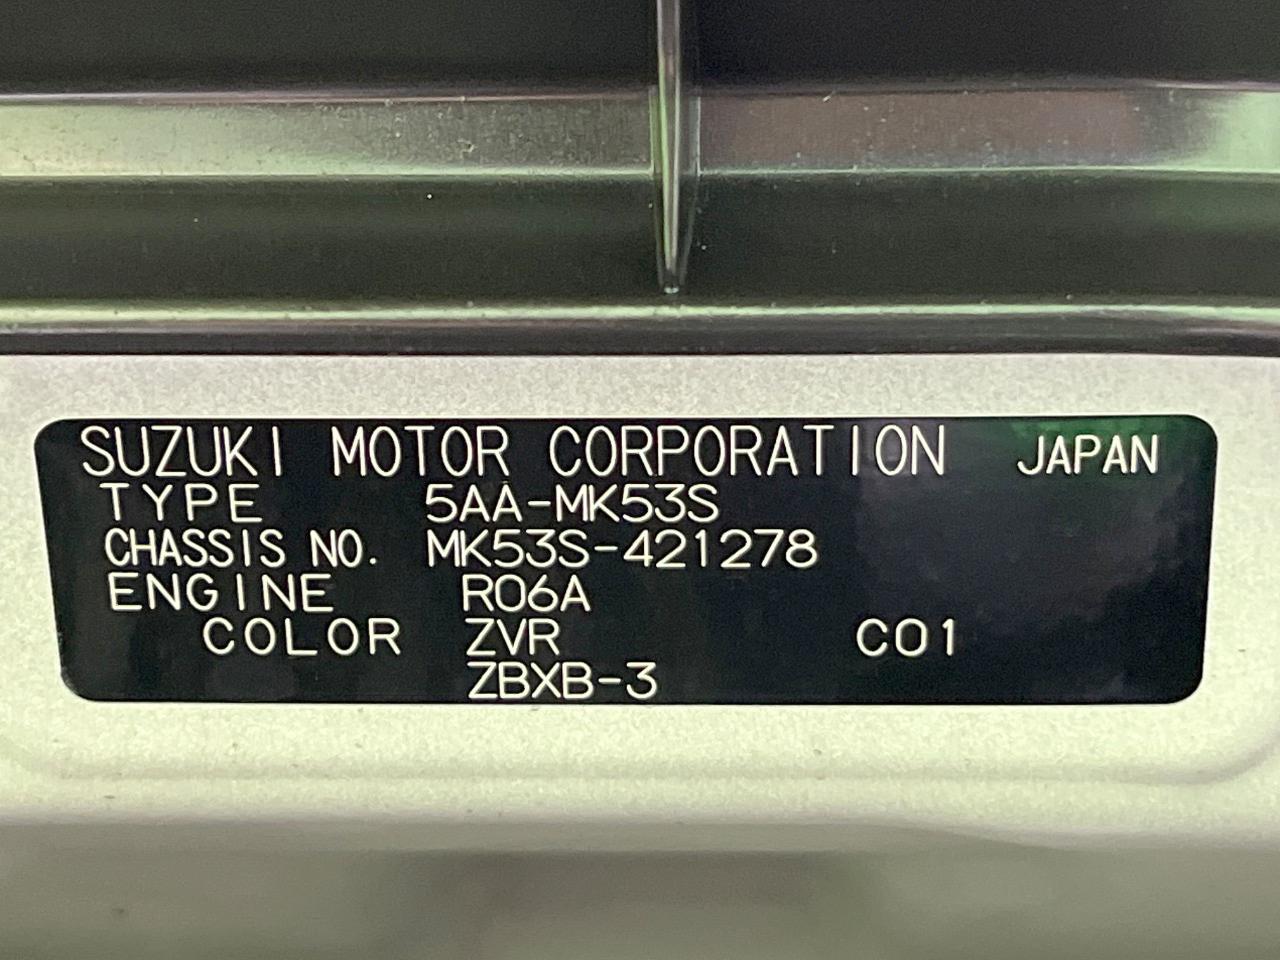 SUZUKI MOTOR CORPORATION JAPAN
TYPE 5AA-MK53S
CHASSIS NO. MK53S-421278
ENGINE R06A
COLOR ZVR C01
ZBXB-3